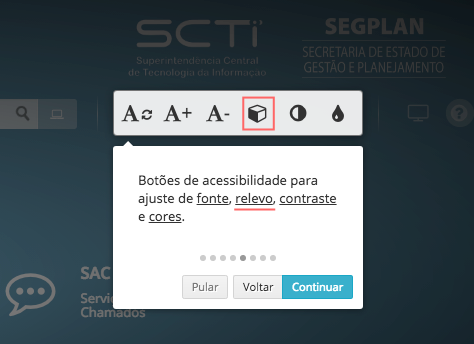 SCTi
Superintendência Central
de Tecnologia da Informação
SEGPLAN
SECRETARIA DE ESTADO DE
GESTÃO E PLANEJAMENTO
A A+ A-
?
Botões de acessibilidade para
ajuste de fonte, relevo, contraste
e cores.
SAC
Servi
Chamados
Pular Voltar Continuar